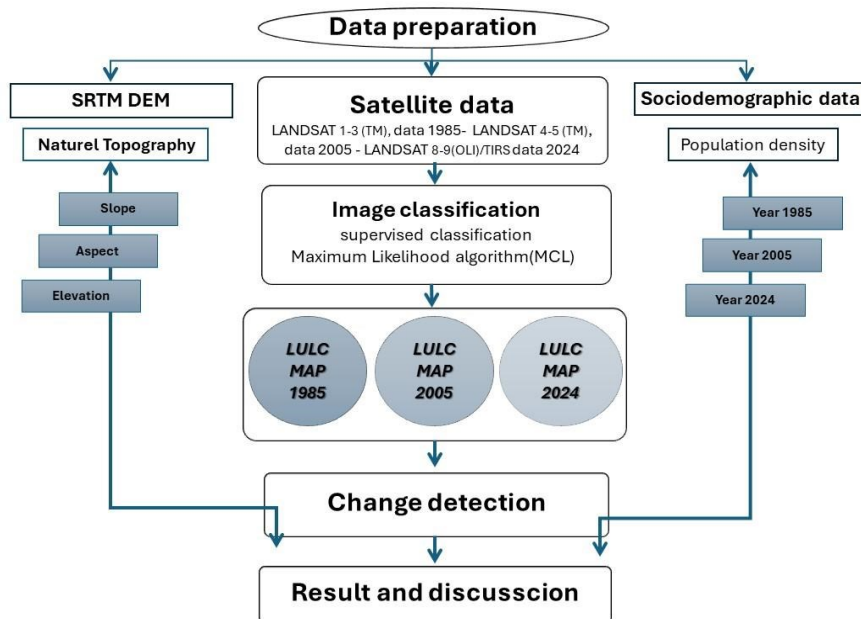 Data preparation
SRTM DEM
Naturel Topography
Slope
Aspect
Elevation
Satellite data
LANDSAT 1-3 (TM), data 1985- LANDSAT 4-5 (TM),
data 2005 - LANDSAT 8-9(OLI)/TIRS data 2024
Image classification
supervised classification
Maximum Likelihood algorithm(MCL)
LULC
MAP
1985
LULC
MAP
2005
LULC
MAP
2024
Sociodemographic data
Population density
Year 1985
Year 2005
Year 2024
Change detection
Result and discusscion